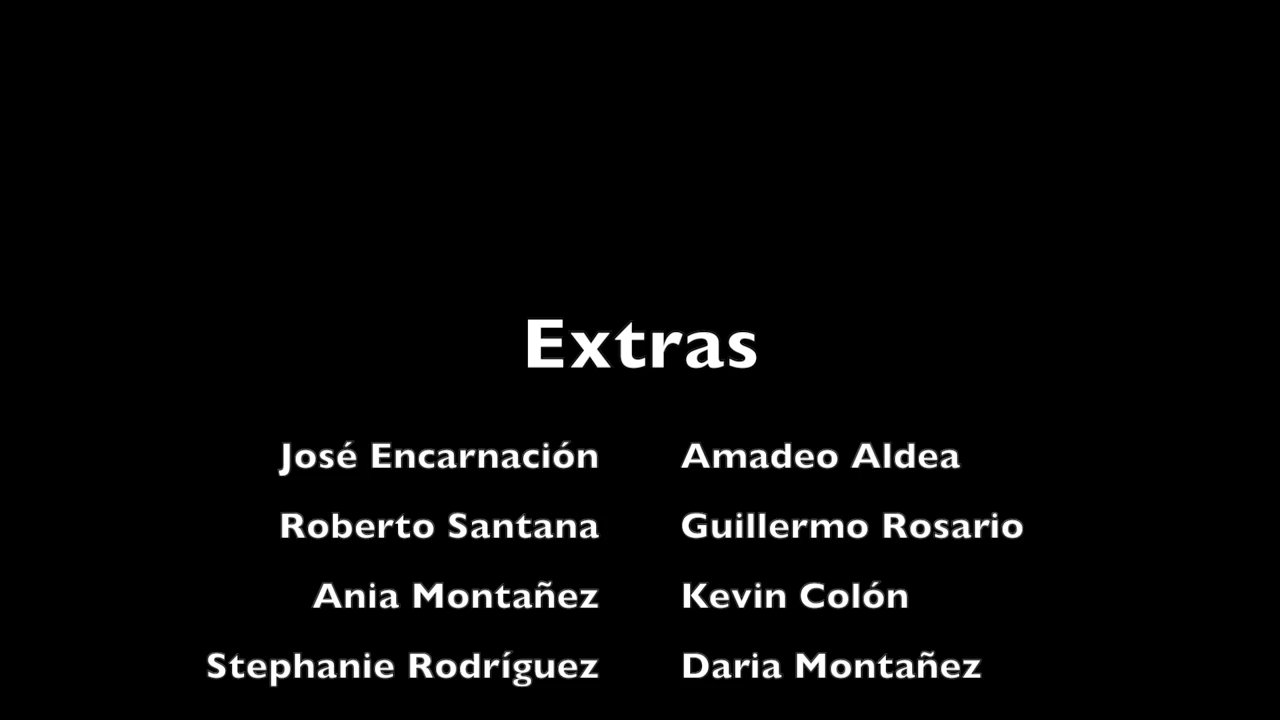 Extras
José Encarnación Amadeo Aldea
Roberto Santana Guillermo Rosario
Ania Montañez Kevin Colón
Stephanie Rodríguez Daria Montañez